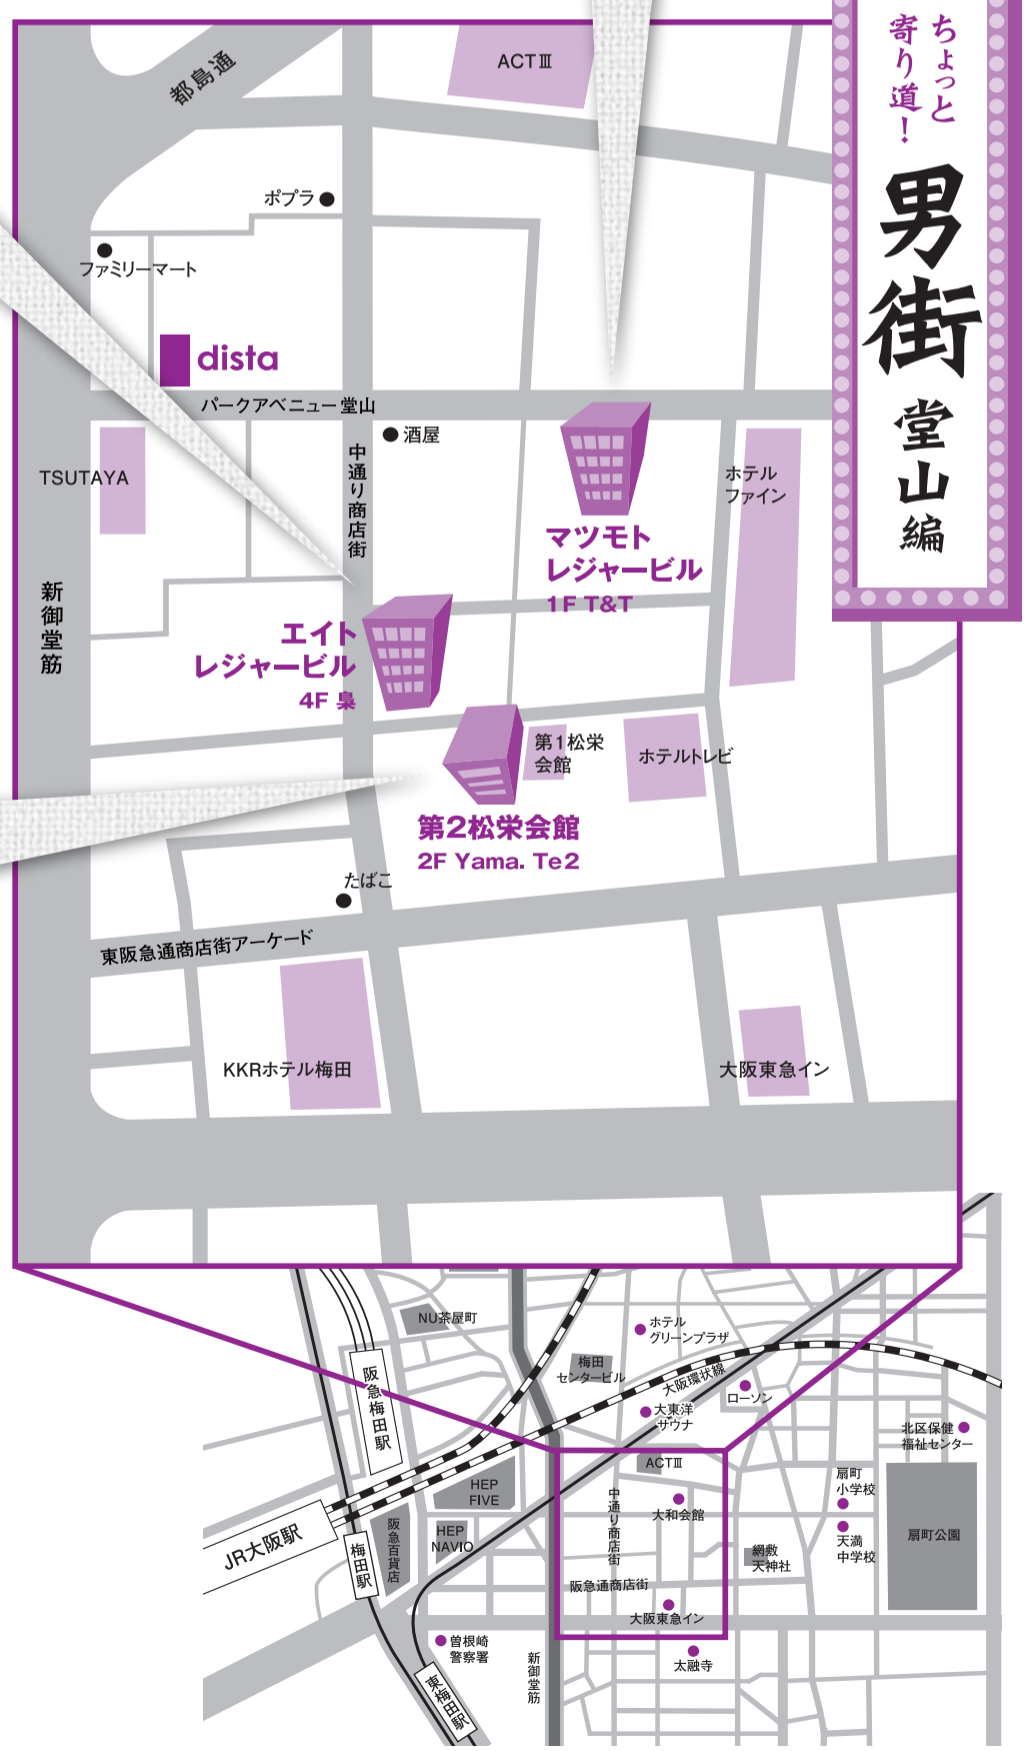 ちょっと
寄り道！
男街
堂山
編
都島通
ACTⅢ
ポプラ
ファミリーマート
dista
パークアベニュー堂山
酒屋
中通り商店街
TSUTAYA
新御堂筋
ホテル
ファイン
マツモト
レジャービル
1F T&T
エイト
レジャービル
4F 梟
第1松栄
会館
ホテルトレビ
第2松栄会館
2F Yama. Te2
たばこ
東阪急通商店街アーケード
KKRホテル梅田
大阪東急イン
NU茶屋町
ホテル
グリーンプラザ
梅田
センタービル
大阪環状線
ローソン
阪急梅田駅
大東洋
サウナ
北区保健
福祉センター
ACTⅢ
HEP
FIVE
中通り商店街
大和会館
扇町
小学校
JR大阪駅
阪急百貨店
HEP
NAVIO
天満
中学校
扇町公園
梅田駅
網敷
天神社
阪急通商店街
大阪東急イン
曽根崎
警察署
新御堂筋
太融寺
東梅田駅